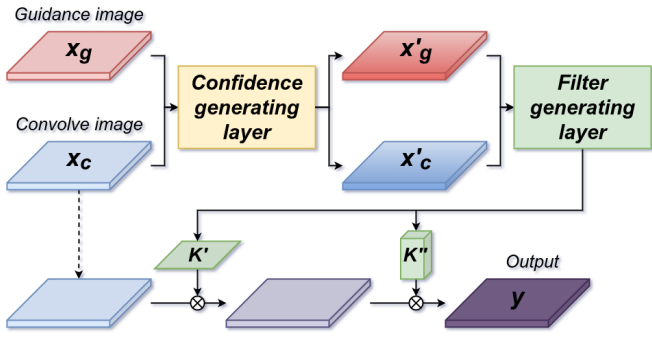 Guidance image
x_g
x'_g
Confidence
generating
layer
Filter
generating
layer
Convolve image
x_c
x'_c
K'
K"
Output
y